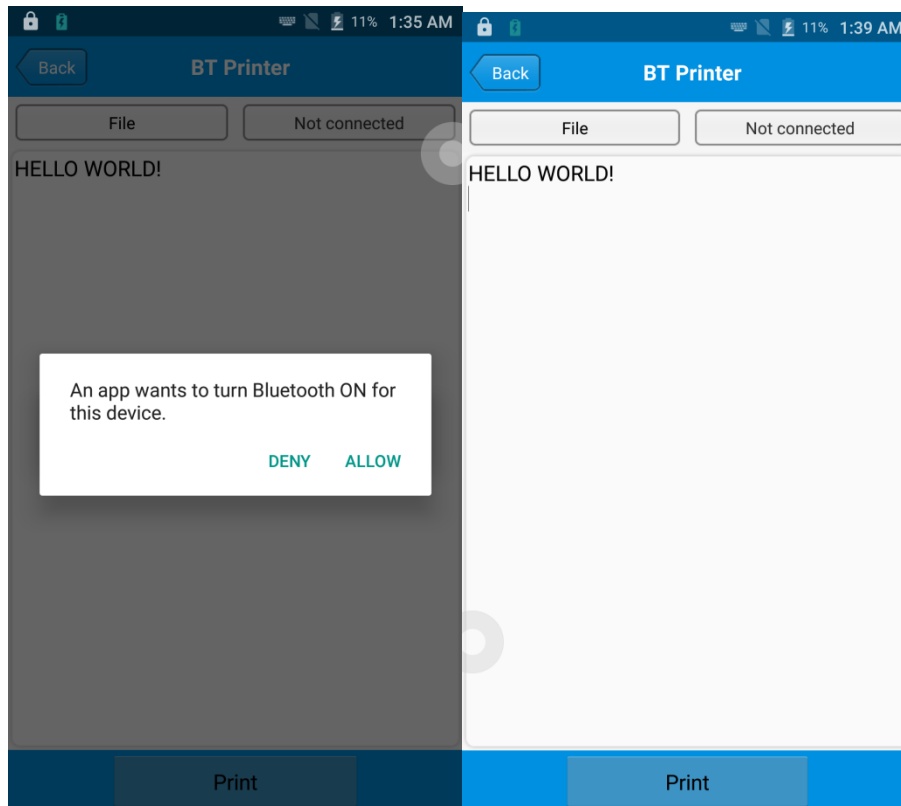 11% 1:35 AM
Back
BT Printer
File
Not connected
HELLO WORLD!
An app wants to turn Bluetooth ON for
this device.
DENY
ALLOW
Print
11% 1:39 AM
Back
BT Printer
File
Not connected
HELLO WORLD!
Print